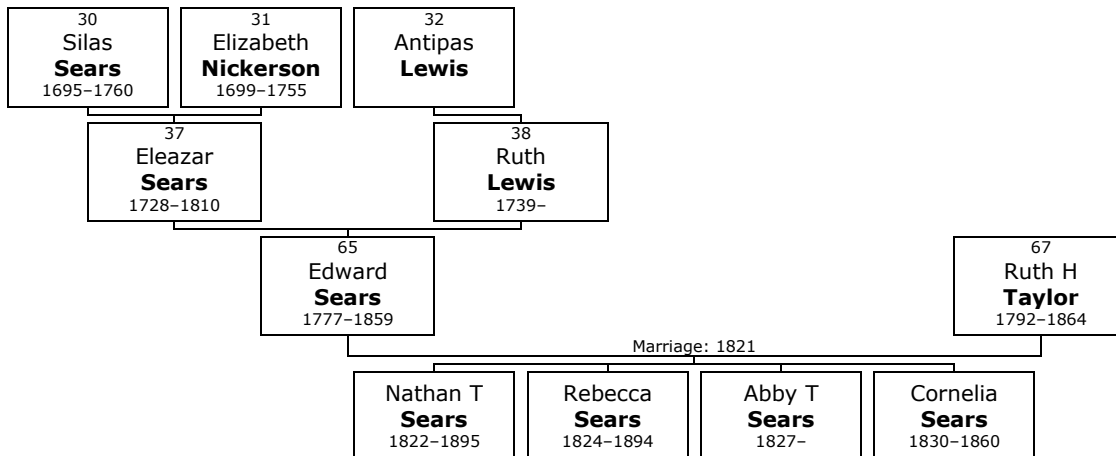 30
Silas
Sears
1695–1760
31
Elizabeth
Nickerson
1699–1755
32
Antipas
Lewis
37
Eleazar
Sears
1728–1810
38
Ruth
Lewis
1739–
65
Edward
Sears
1777–1859
67
Ruth H
Taylor
1792–1864
Marriage: 1821
Nathan T
Sears
1822–1895
Rebecca
Sears
1824–1894
Abby T
Sears
1827–
Cornelia
Sears
1830–1860